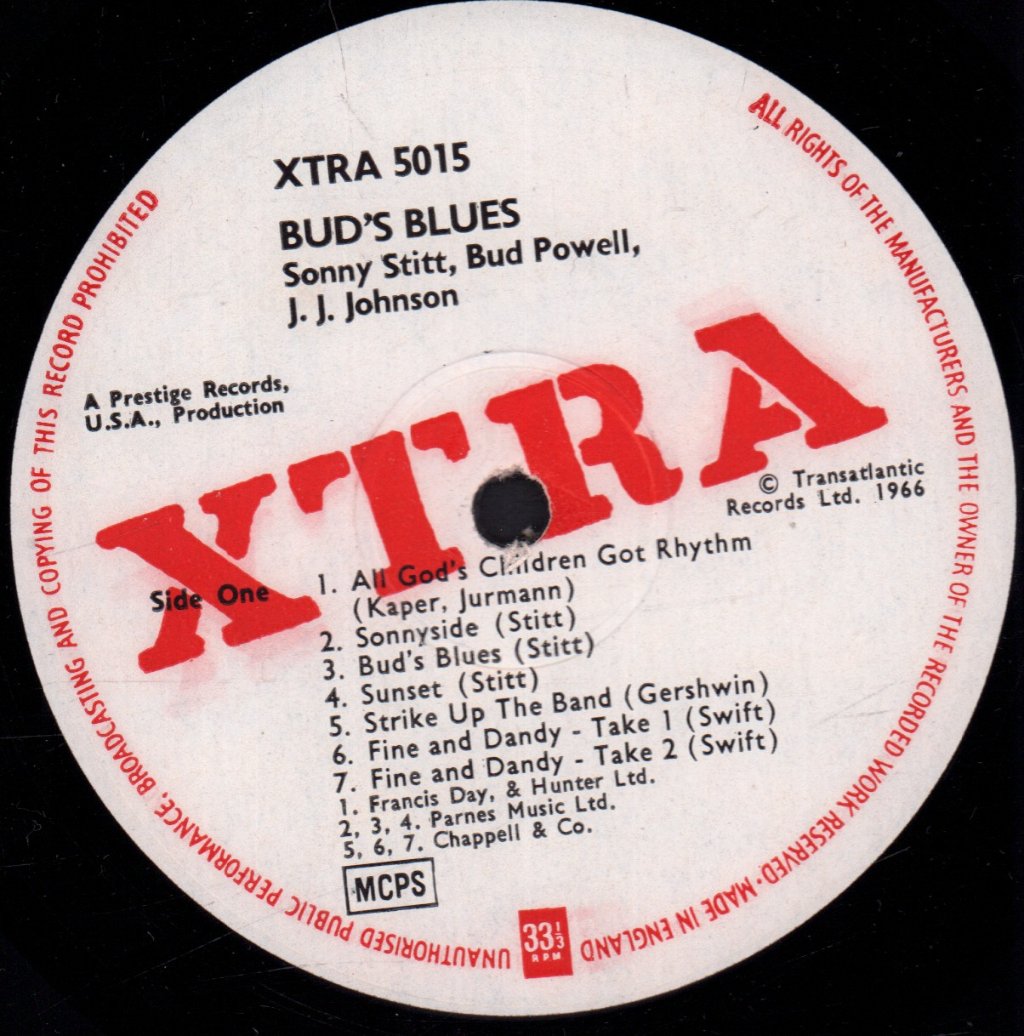 XTRA 5015
BUD'S BLUES
Sonny Stitt, Bud Powell,
J. J. Johnson
A Prestige Records,
U.S.A., Production
XTRA
© Transatlantic
Records Ltd. 1966
Side One
1. All God's Children Got Rhythm
(Kaper, Jurmann)
2. Sonnyside (Stitt)
3. Bud's Blues (Stitt)
4. Sunset (Stitt)
5. Strike Up The Band (Gershwin)
6. Fine and Dandy - Take 1 (Swift)
7. Fine and Dandy - Take 2 (Swift)
1. Francis Day, & Hunter Ltd.
2, 3, 4. Parnes Music Ltd.
5, 6, 7. Chappell & Co.
MCPS
33 1/3
RPM
ALL RIGHTS OF THE MANUFACTURERS AND THE OWNER OF THE RECORDED WORK RESERVED · MADE IN ENGLAND
UNAUTHORISED PUBLIC PERFORMANCE, BROADCASTING AND COPYING OF THIS RECORD PROHIBITED